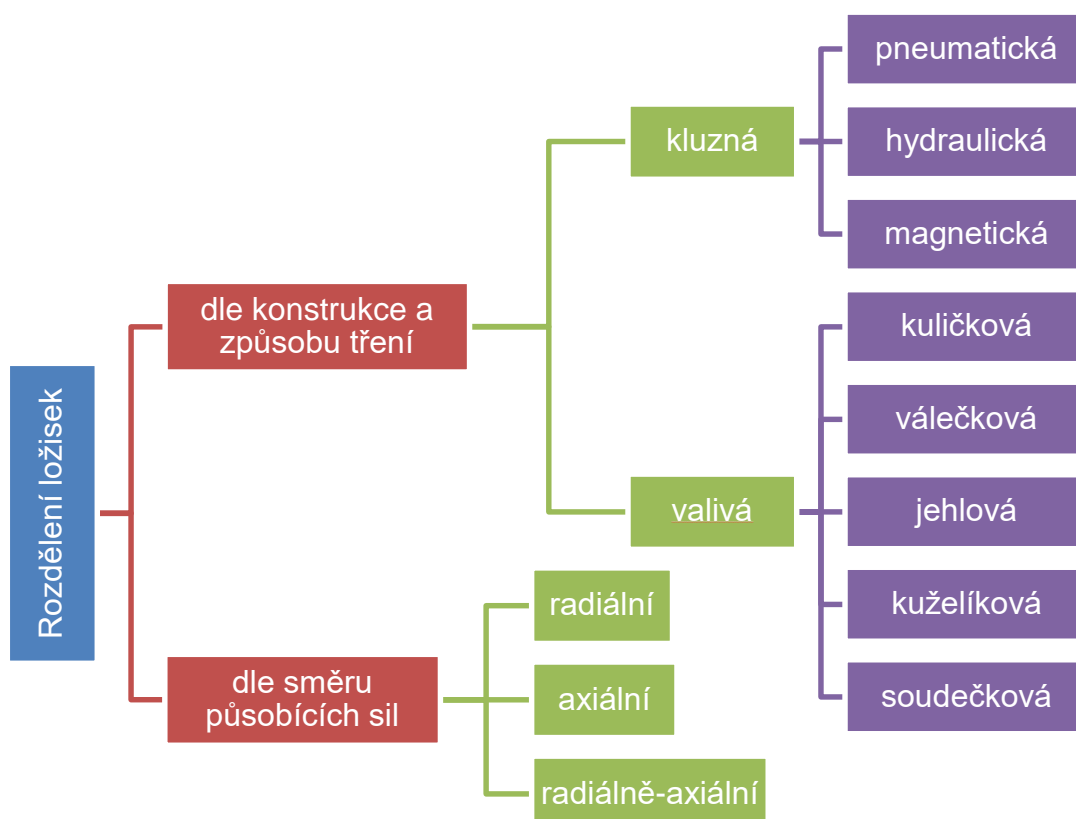 Rozdělení ložisek
dle konstrukce a
způsobu tření
kluzná
pneumatická
hydraulická
magnetická
valivá
kuličková
válečková
jehlová
kuželíková
soudečková
dle směru
působících sil
radiální
axiální
radiálně-axiální